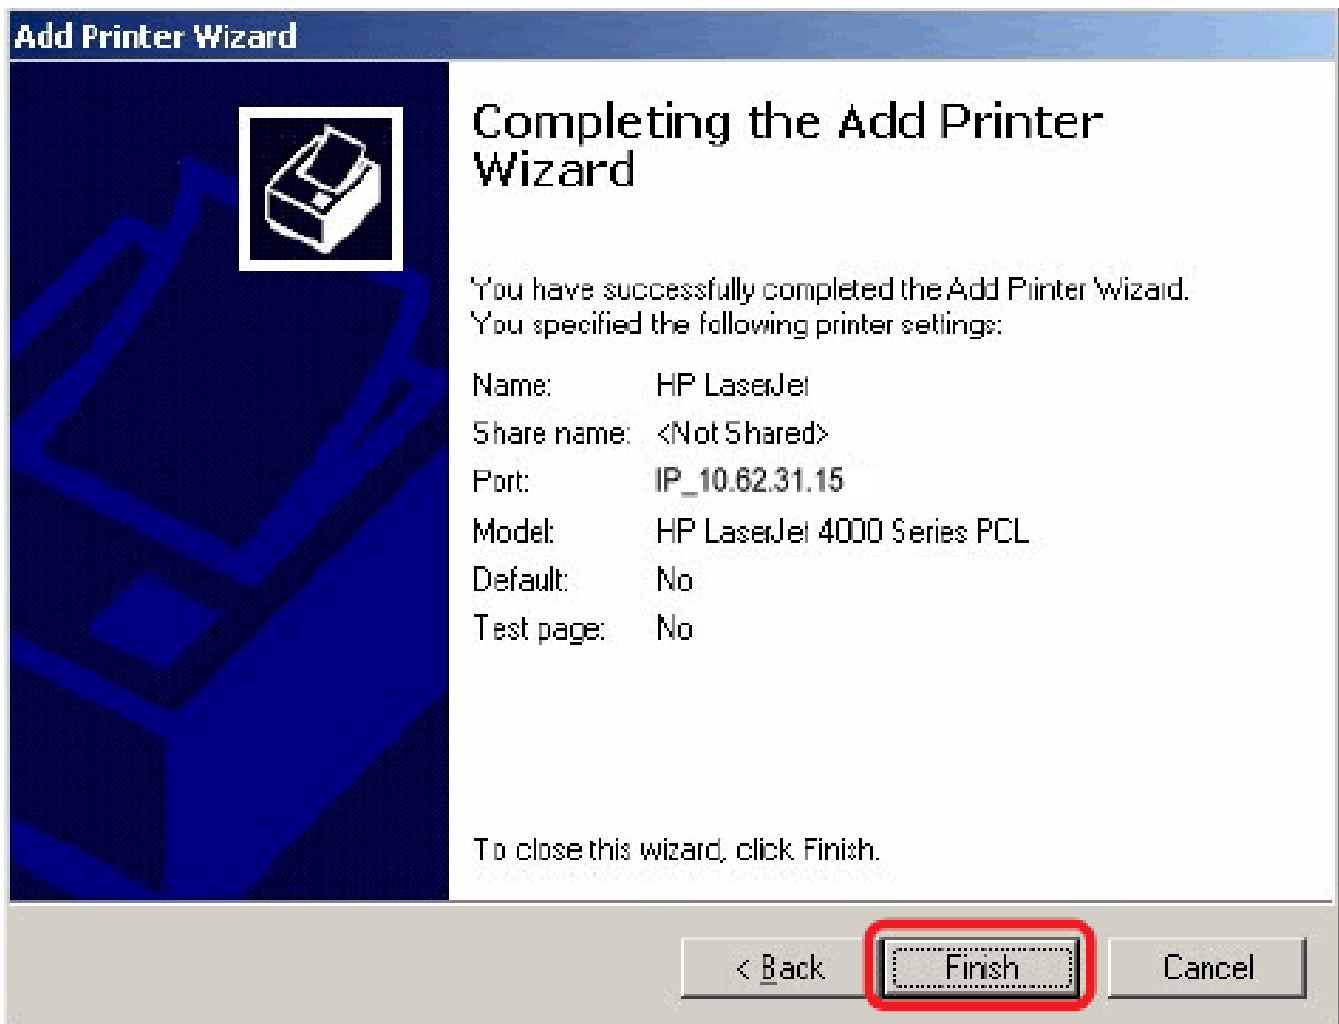 Add Printer Wizard
Completing the Add Printer
Wizard
You have successfully completed the Add Printer Wizard.
You specified the following printer settings:
Name: HP LaserJet
Share name: <Not Shared>
Port: IP_10.62.31.15
Model: HP LaserJet 4000 Series PCL
Default: No
Test page: No
To close this wizard, click Finish.
< Back Finish Cancel